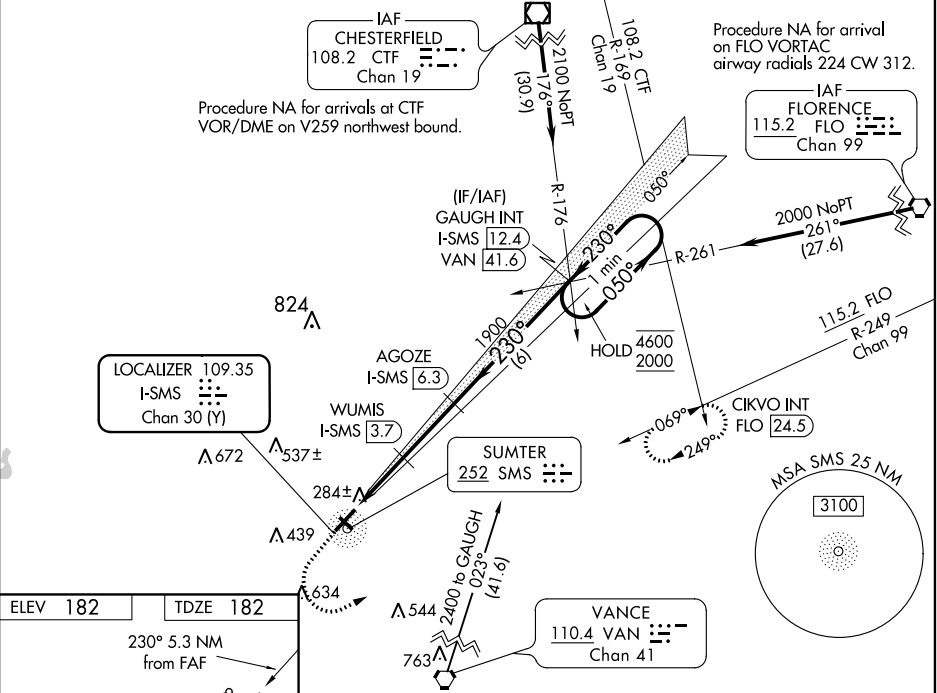 IAF
CHESTERFIELD
108.2 CTF
Chan 19
Procedure NA for arrivals at CTF
VOR/DME on V259 northwest bound.
2100 NoPT
176°
(30.9)
R-176
108.2 CTF
R-169
Chan 19
Procedure NA for arrival
on FLO VORTAC
airway radials 224 CW 312.
IAF
FLORENCE
115.2 FLO
Chan 99
2000 NoPT
261°
(27.6)
R-261
050°
(IF/IAF)
GAUGH INT
I-SMS 12.4
VAN 41.6
230°
1 min
050°
HOLD 4600
2000
115.2 FLO
R-249
Chan 99
824
1900
230°
(6)
AGOZE
I-SMS 6.3
LOCALIZER 109.35
I-SMS
Chan 30 (Y)
WUMIS
I-SMS 3.7
CIKVO INT
FLO 24.5
069°
249°
672
537±
284±
439
634
SUMTER
252 SMS
MSA SMS 25 NM
3100
2400 to GAUGH
023°
(41.6)
544
763
VANCE
110.4 VAN
Chan 41
ELEV 182
TDZE 182
230° 5.3 NM
from FAF